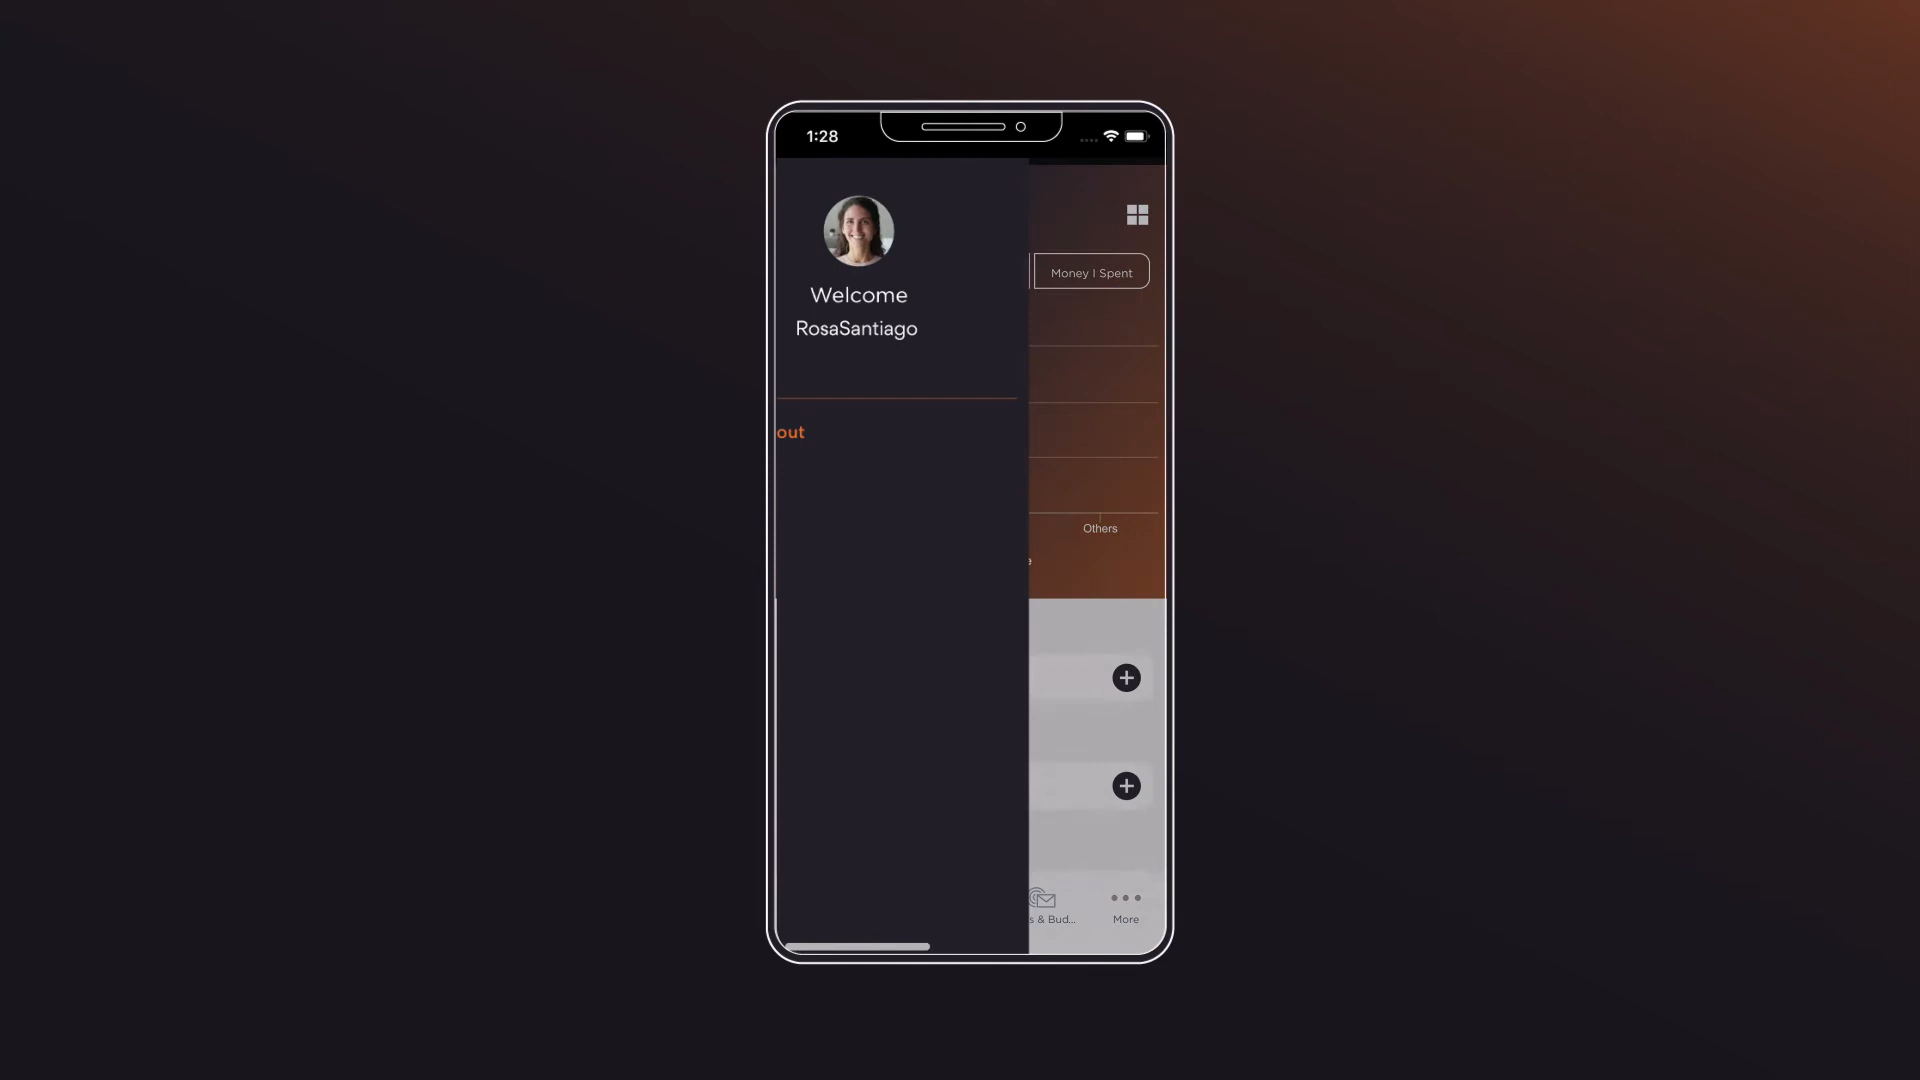 1:28
Welcome
RosaSantiago
out
Money I Spent
Others
e
s & Bud...
More